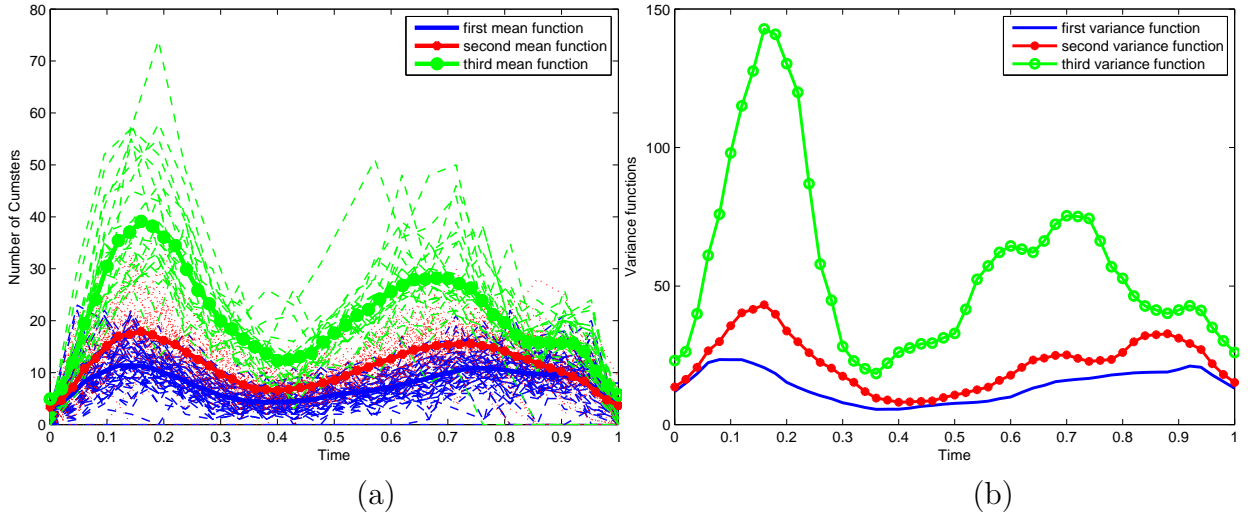 80
70
60
50
40
30
20
10
0
0 0.1 0.2 0.3 0.4 0.5 0.6 0.7 0.8 0.9 1
Number of Cumsters
Time
first mean function
second mean function
third mean function
(a)
150
100
50
0
0 0.1 0.2 0.3 0.4 0.5 0.6 0.7 0.8 0.9 1
Variance functions
Time
first variance function
second variance function
third variance function
(b)